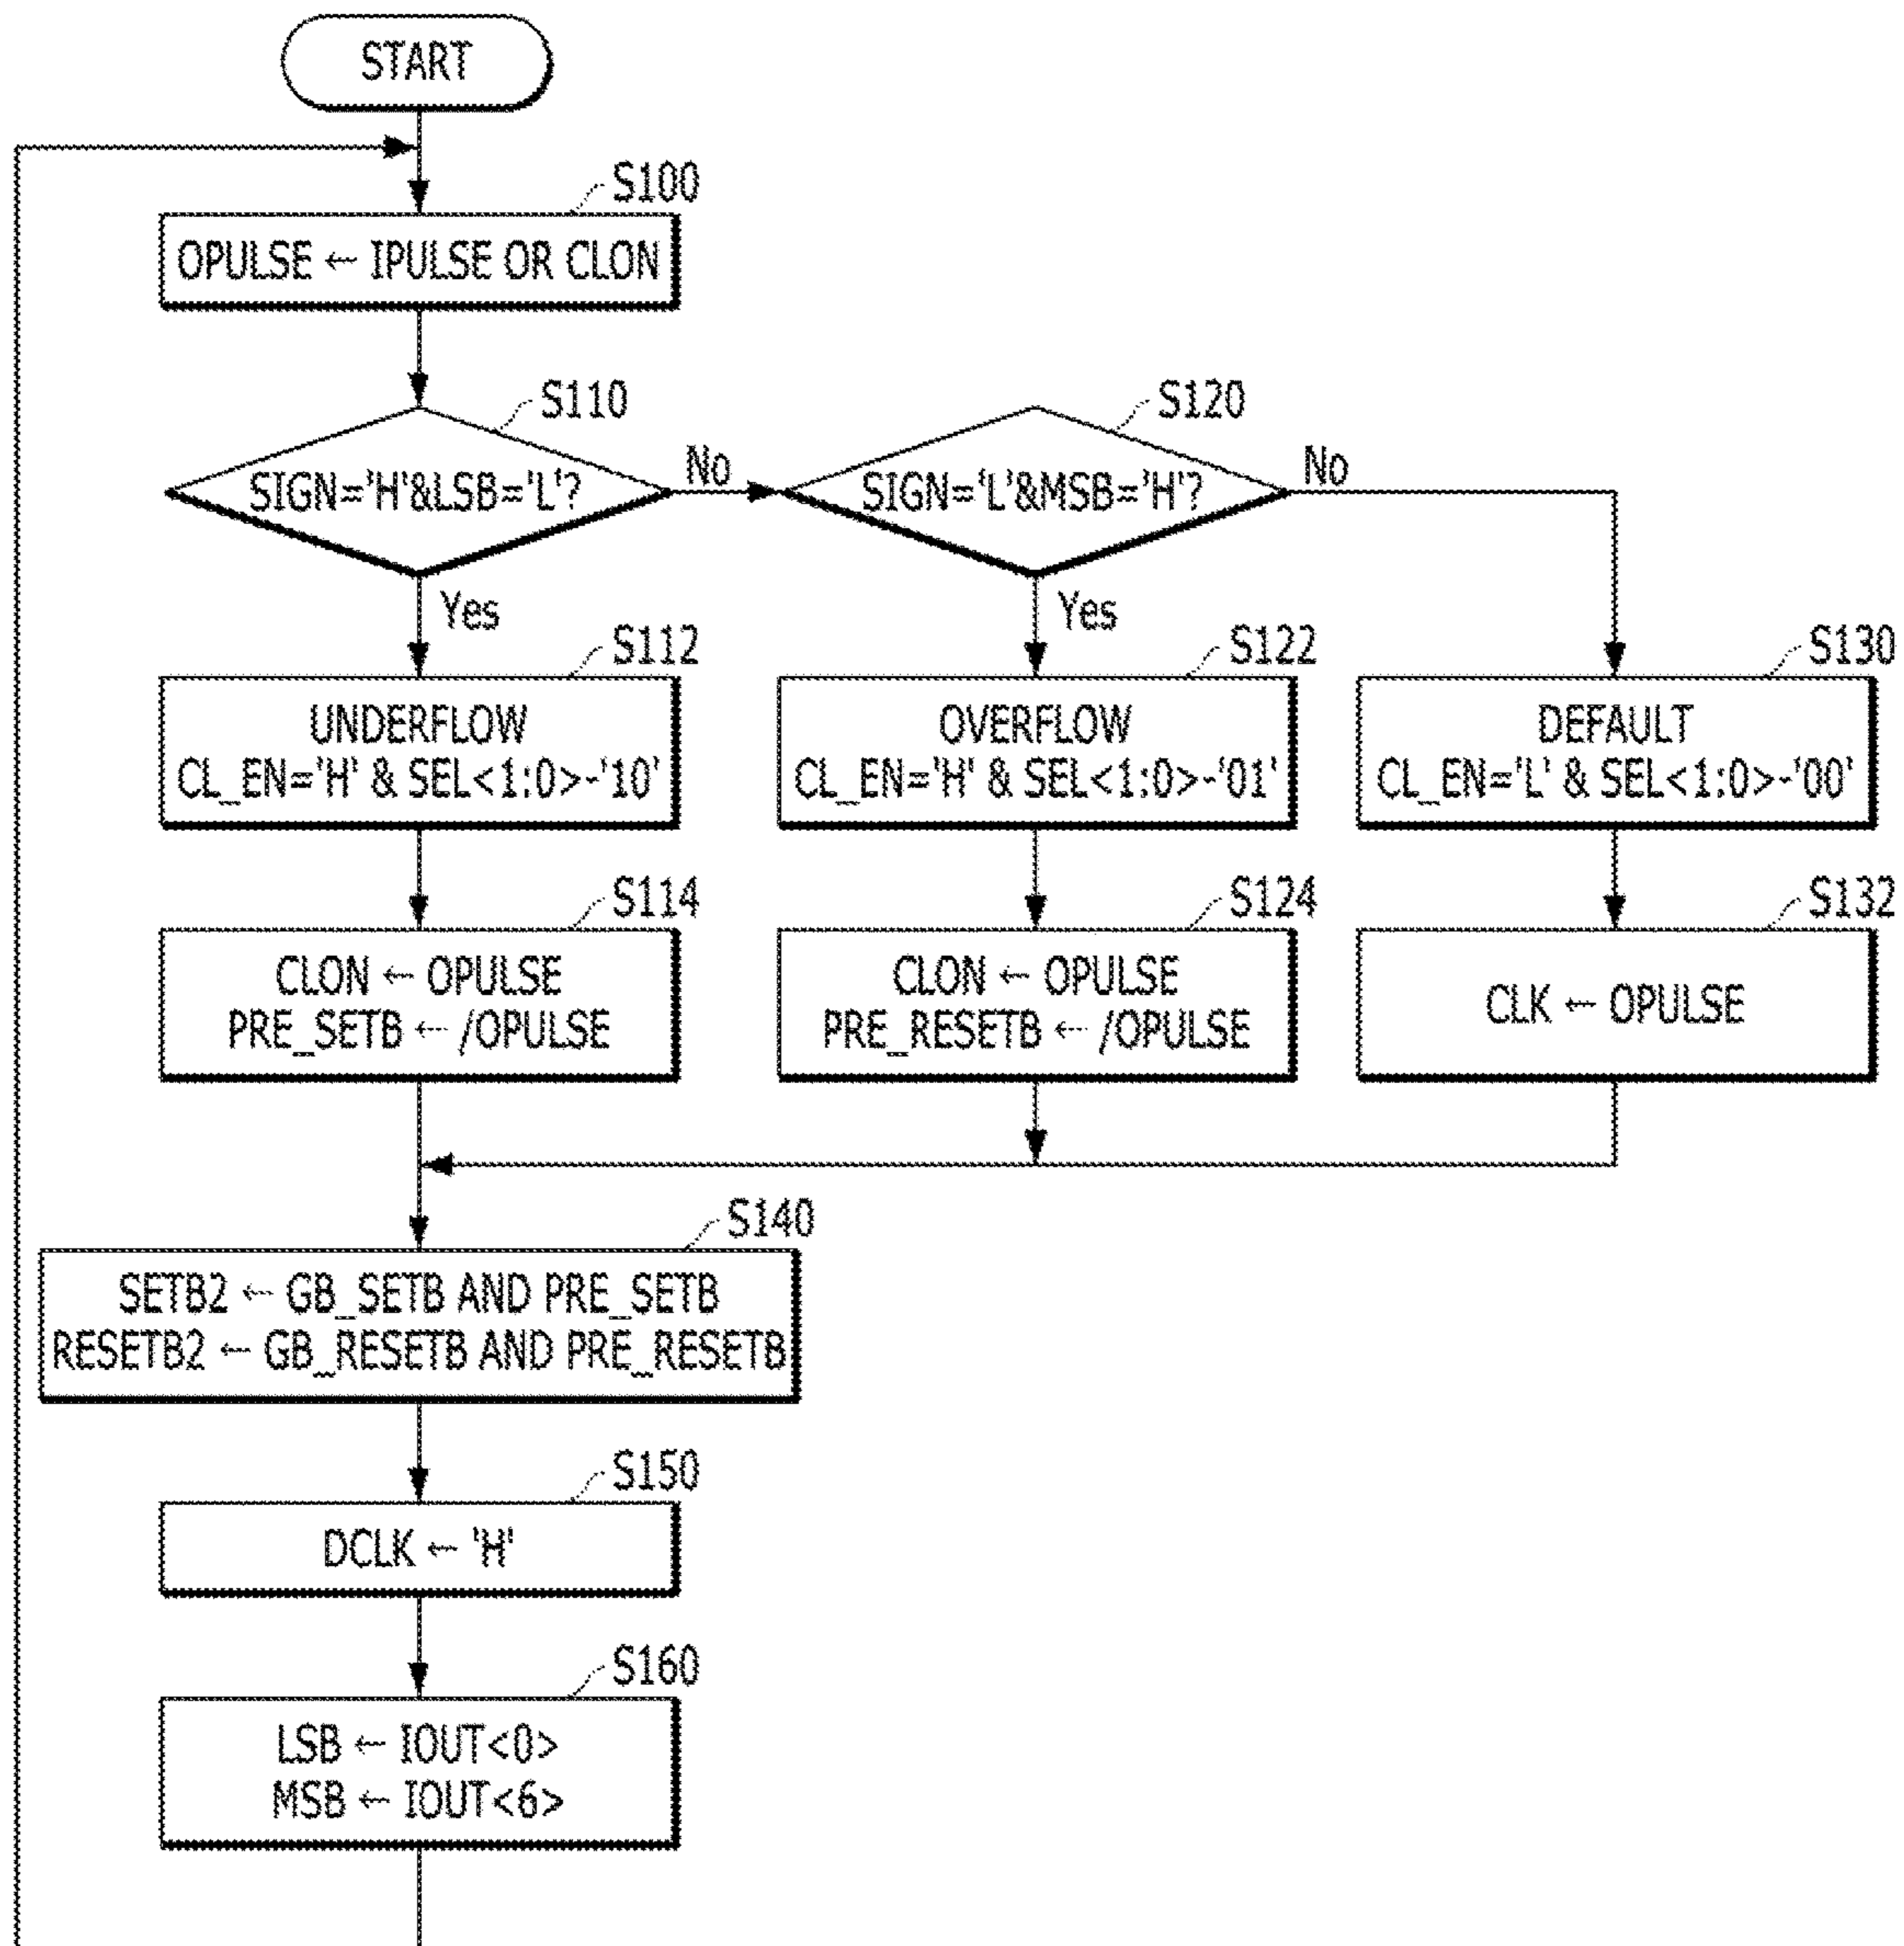 START
S100
OPULSE ← IPULSE OR CLON
S110
SIGN='H'&LSB='L'?
No
Yes
S120
SIGN='L'&MSB='H'?
No
Yes
S112
UNDERFLOW
CL_EN='H' & SEL<1:0>-'10'
S122
OVERFLOW
CL_EN='H' & SEL<1:0>-'01'
S130
DEFAULT
CL_EN='L' & SEL<1:0>-'00'
S114
CLON ← OPULSE
PRE_SETB ← /OPULSE
S124
CLON ← OPULSE
PRE_RESETB ← /OPULSE
S132
CLK ← OPULSE
S140
SETB2 ← GB_SETB AND PRE_SETB
RESETB2 ← GB_RESETB AND PRE_RESETB
S150
DCLK ← 'H'
S160
LSB ← IOUT<0>
MSB ← IOUT<6>